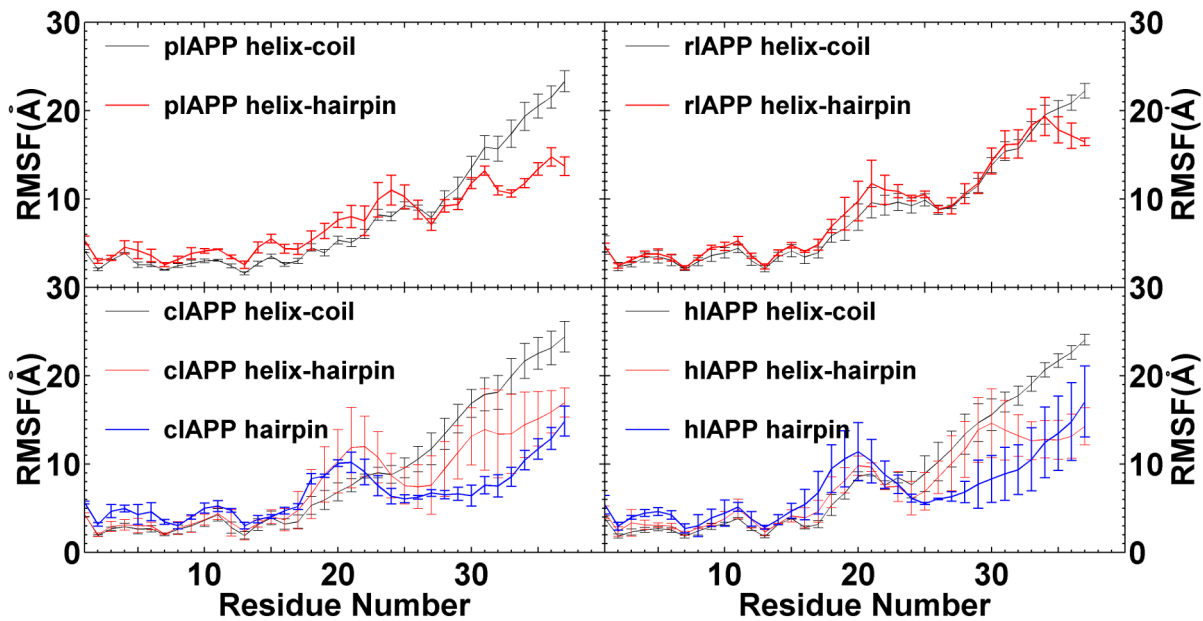 30
pIAPP helix-coil
rIAPP helix-coil
30
20
pIAPP helix-hairpin
rIAPP helix-hairpin
20
RMSF(Å)
RMSF(Å)
10
10
30
cIAPP helix-coil
hIAPP helix-coil
30
20
cIAPP helix-hairpin
hIAPP helix-hairpin
20
RMSF(Å)
cIAPP hairpin
hIAPP hairpin
RMSF(Å)
10
10
0
0
10 20 30
10 20 30
Residue Number
Residue Number